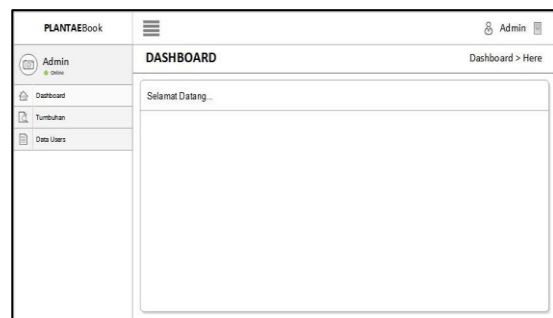 PLANTAEBook
Admin
Admin
Online
DASHBOARD
Dashboard > Here
Dashboard
Tumbuhan
Data Users
Selamat Datang...